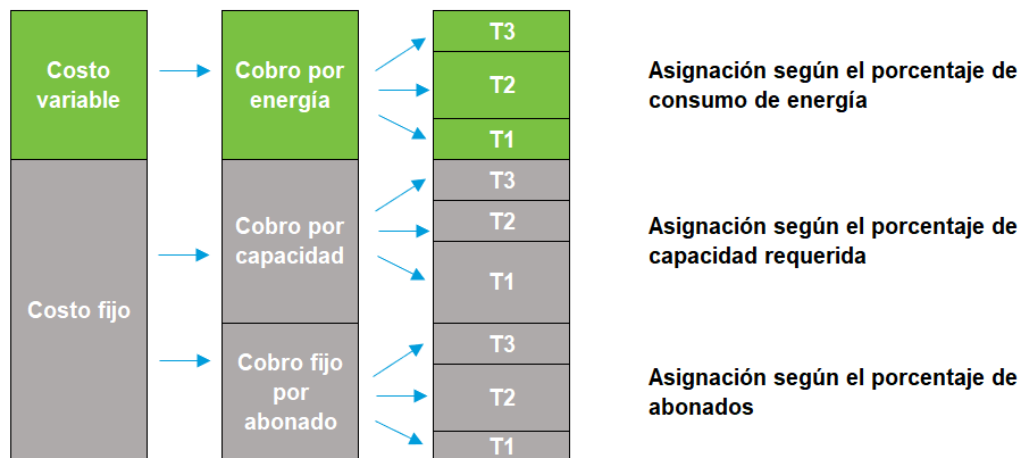 Costo
variable
Cobro por
energía
T3
T2
T1
Asignación según el porcentaje de
consumo de energía
Costo fijo
Cobro por
capacidad
T3
T2
T1
Asignación según el porcentaje de
capacidad requerida
Cobro fijo
por
abonado
T3
T2
T1
Asignación según el porcentaje de
abonados